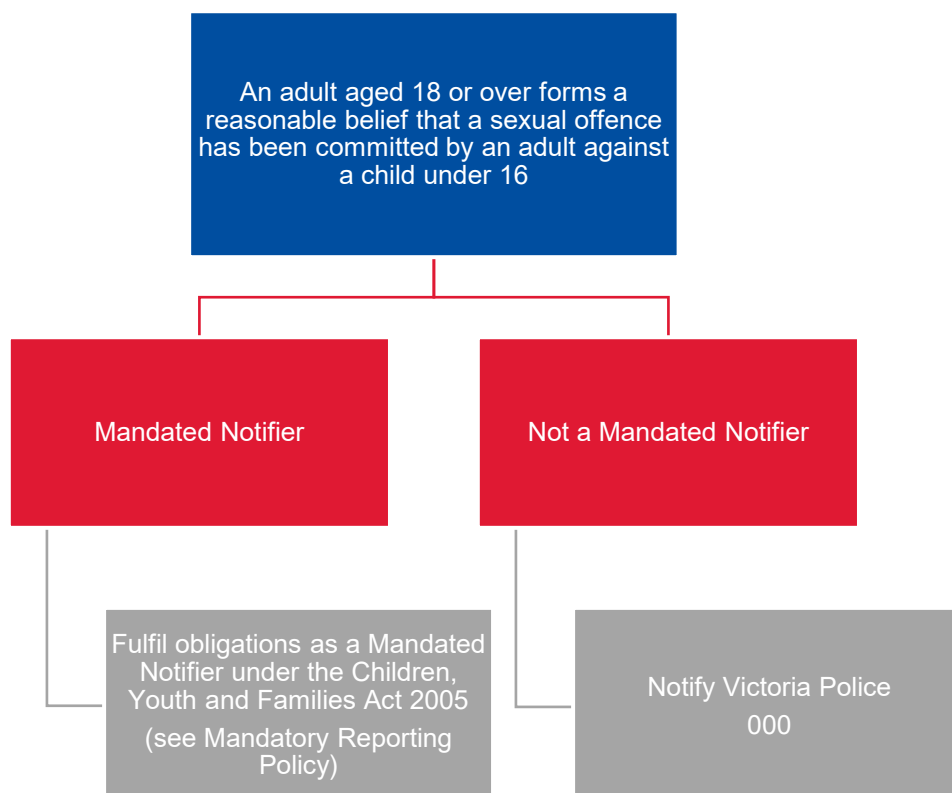 An adult aged 18 or over forms a
reasonable belief that a sexual offence
has been committed by an adult against
a child under 16
Mandated Notifier
Not a Mandated Notifier
Fulfil obligations as a Mandated
Notifier under the Children,
Youth and Families Act 2005
(see Mandatory Reporting
Policy)
Notify Victoria Police
000